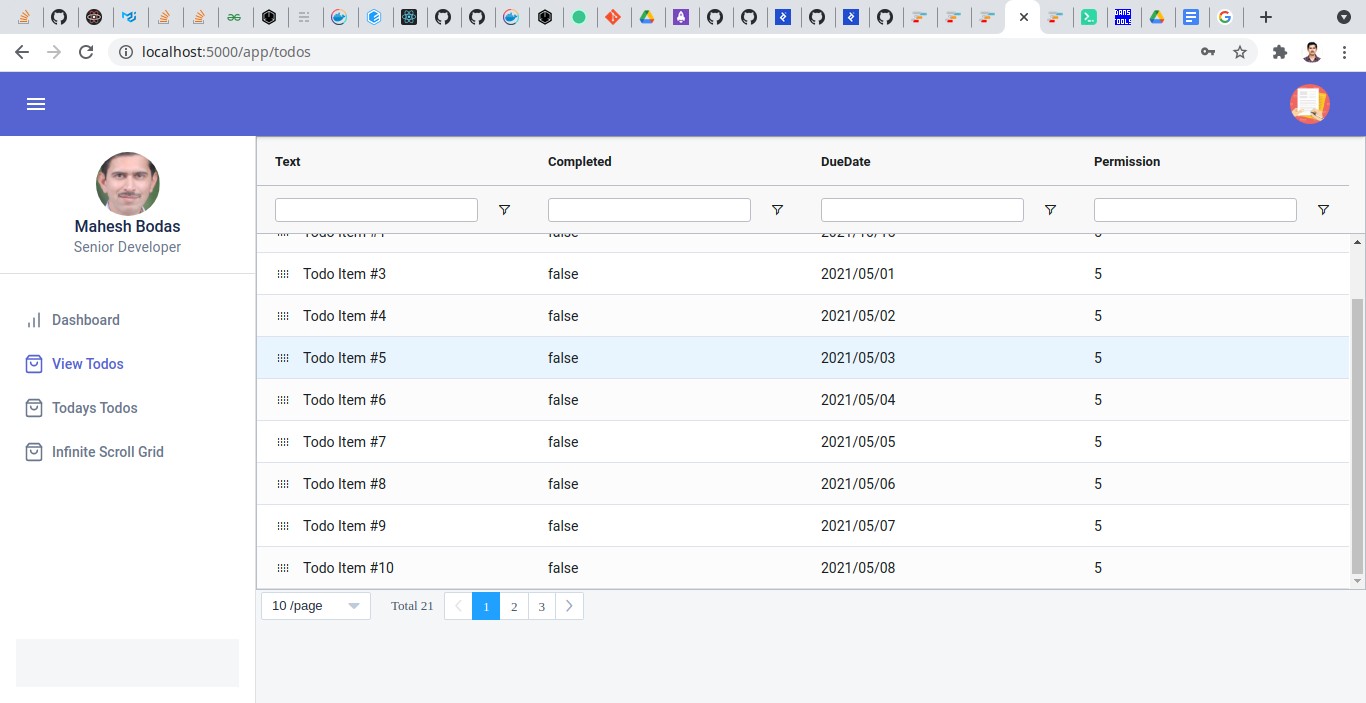 localhost:5000/app/todos
Mahesh Bodas
Senior Developer
Dashboard
View Todos
Todays Todos
Infinite Scroll Grid
Text Completed DueDate Permission
Todo Item #3 false 2021/05/01 5
Todo Item #4 false 2021/05/02 5
Todo Item #5 false 2021/05/03 5
Todo Item #6 false 2021/05/04 5
Todo Item #7 false 2021/05/05 5
Todo Item #8 false 2021/05/06 5
Todo Item #9 false 2021/05/07 5
Todo Item #10 false 2021/05/08 5
10 /page Total 21 1 2 3